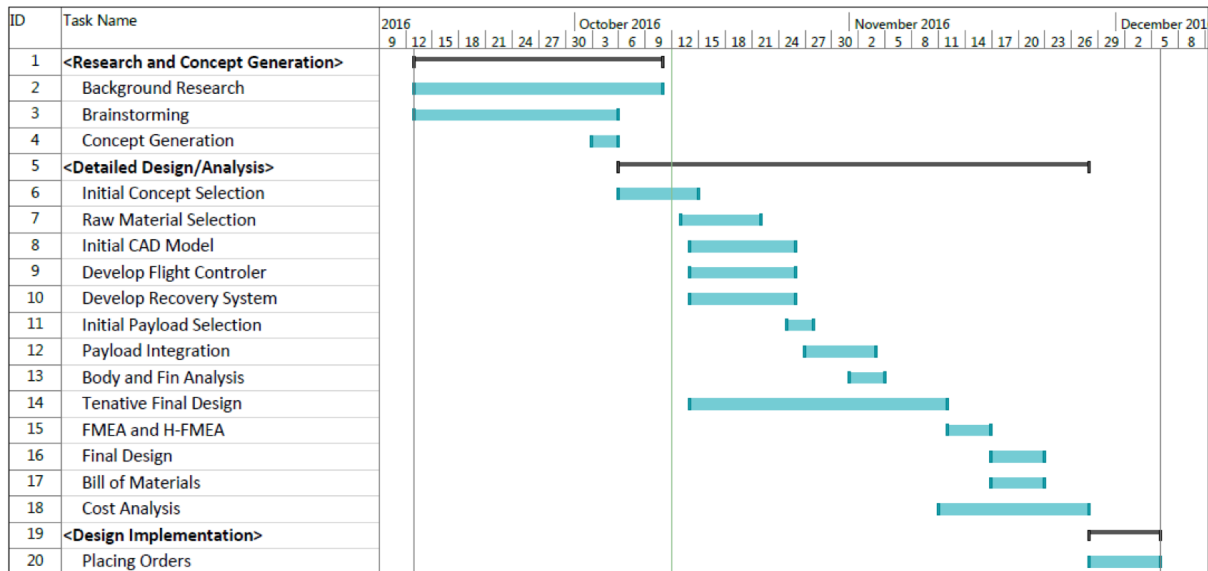 ID Task Name 2016 October 2016 November 2016 December 201
9 12 15 18 21 24 27 30 3 6 9 12 15 18 21 24 27 30 2 5 8 11 14 17 20 23 26 29 2 5 8
1 <Research and Concept Generation>
2 Background Research
3 Brainstorming
4 Concept Generation
5 <Detailed Design/Analysis>
6 Initial Concept Selection
7 Raw Material Selection
8 Initial CAD Model
9 Develop Flight Controler
10 Develop Recovery System
11 Initial Payload Selection
12 Payload Integration
13 Body and Fin Analysis
14 Tenative Final Design
15 FMEA and H-FMEA
16 Final Design
17 Bill of Materials
18 Cost Analysis
19 <Design Implementation>
20 Placing Orders